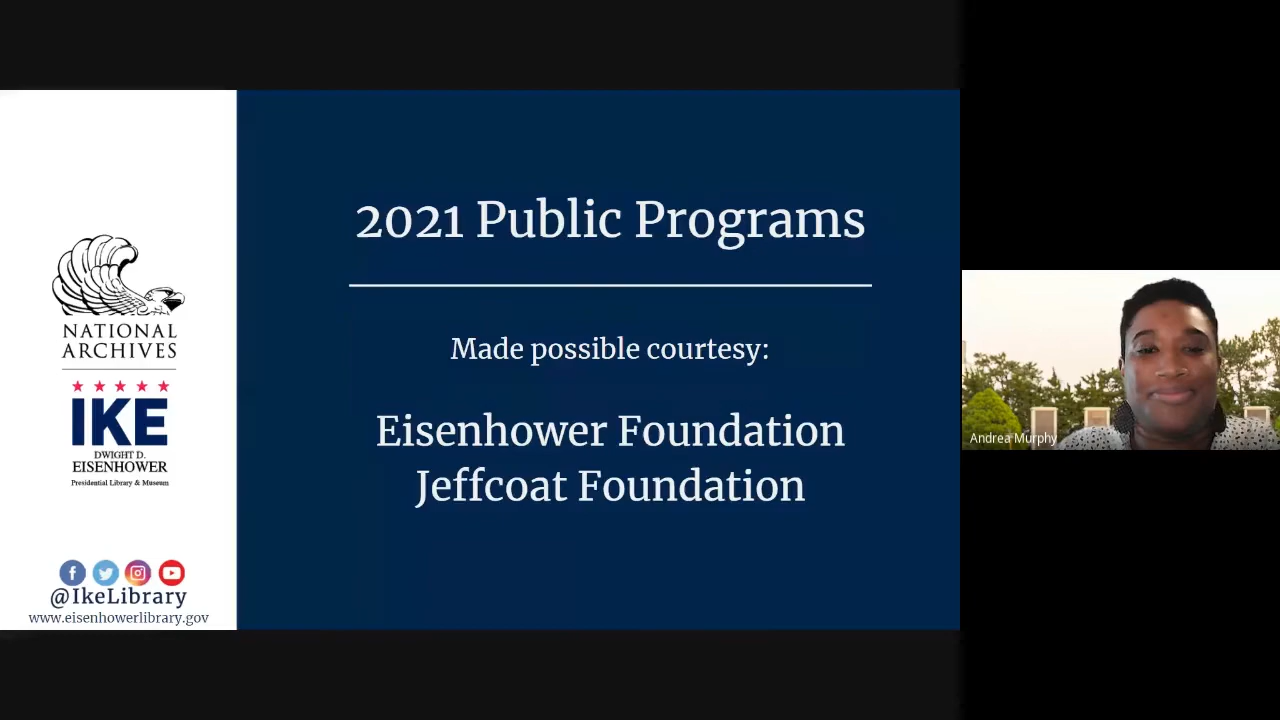 2021 Public Programs
Made possible courtesy:
Eisenhower Foundation
Jeffcoat Foundation
NATIONAL
ARCHIVES
IKE
DWIGHT D.
EISENHOWER
Presidential Library & Museum
@IkeLibrary
www.eisenhowerlibrary.gov
Andrea Murphy